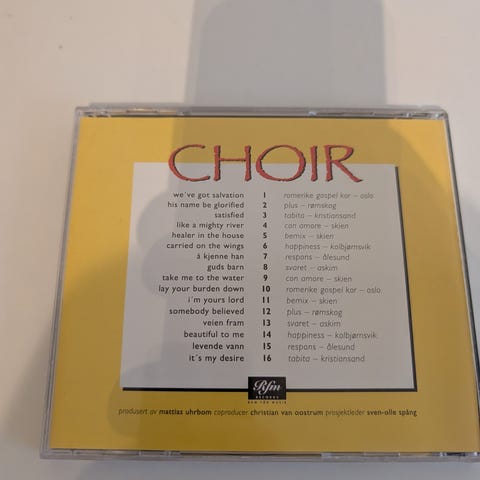 CHOIR
we've got salvation 1 romerike gospel kor – oslo
his name be glorified 2 plus – rømskog
satisfied 3 tabita – kristiansand
like a mighty river 4 con amore – skien
healer in the house 5 bemix – skien
carried on the wings 6 happiness – kolbjørnsvik
å kjenne han 7 respons – ålesund
guds barn 8 svaret – askim
take me to the water 9 con amore – skien
lay your burden down 10 romerike gospel kor – oslo
i'm yours lord 11 bemix – skien
somebody believed 12 plus – rømskog
veien fram 13 svaret – askim
beautiful to me 14 happiness – kolbjørnsvik
levende vann 15 respons – ålesund
it's my desire 16 tabita – kristiansand
Rfm
RECORDS
ROM FOR MUSIK
produsert av mattias uhrbom coproducer christian van oostrum prosjektleder sven-olle spång